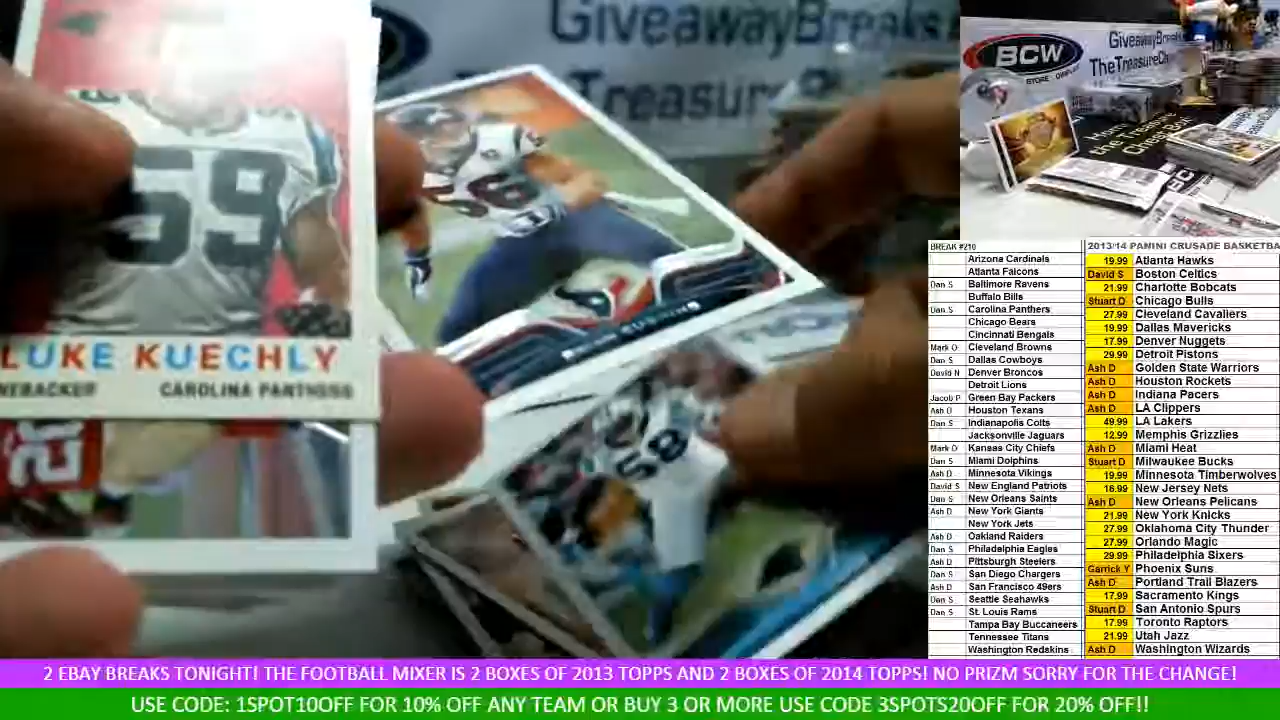 GiveawayBreaks
Treasur
59
LUKE KUECHLY
CAROLINA PANTHERS
58
BCW
GiveawayBreaks
TheTreasureCh
BREAK #210
Arizona Cardinals
Atlanta Falcons
Dan S Baltimore Ravens
Buffalo Bills
Dan S Carolina Panthers
Chicago Bears
Cincinnati Bengals
Mark O Cleveland Browns
Dan S Dallas Cowboys
David N Denver Broncos
Detroit Lions
Jacob P Green Bay Packers
Ash D Houston Texans
Dan S Indianapolis Colts
Jacksonville Jaguars
Mark O Kansas City Chiefs
Dan S Miami Dolphins
Ash D Minnesota Vikings
David S New England Patriots
Dan S New Orleans Saints
Ash D New York Giants
New York Jets
Ash D Oakland Raiders
Dan S Philadelphia Eagles
Ash D Pittsburgh Steelers
Dan S San Diego Chargers
Ash D San Francisco 49ers
Dan S Seattle Seahawks
Dan S St. Louis Rams
Tampa Bay Buccaneers
Tennessee Titans
Washington Redskins
2013/14 PANINI CRUSADE BASKETBA
19.99 Atlanta Hawks
David S Boston Celtics
21.99 Charlotte Bobcats
Stuart D Chicago Bulls
27.99 Cleveland Cavaliers
19.99 Dallas Mavericks
17.99 Denver Nuggets
29.99 Detroit Pistons
Ash D Golden State Warriors
Ash D Houston Rockets
Ash D Indiana Pacers
Ash D LA Clippers
49.99 LA Lakers
12.99 Memphis Grizzlies
Ash D Miami Heat
Stuart D Milwaukee Bucks
19.99 Minnesota Timberwolves
16.99 New Jersey Nets
Ash D New Orleans Pelicans
21.99 New York Knicks
27.99 Oklahoma City Thunder
27.99 Orlando Magic
29.99 Philadelphia Sixers
Garrick Y Phoenix Suns
Ash D Portland Trail Blazers
17.99 Sacramento Kings
Stuart D San Antonio Spurs
17.99 Toronto Raptors
21.99 Utah Jazz
Ash D Washington Wizards
2 EBAY BREAKS TONIGHT! THE FOOTBALL MIXER IS 2 BOXES OF 2013 TOPPS AND 2 BOXES OF 2014 TOPPS! NO PRIZM SORRY FOR THE CHANGE!
USE CODE: 1SPOT10OFF FOR 10% OFF ANY TEAM OR BUY 3 OR MORE USE CODE 3SPOTS20OFF FOR 20% OFF!!